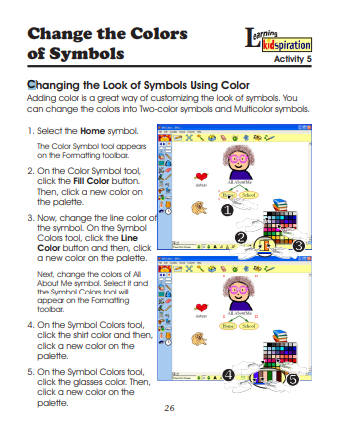 Change the Colors
of Symbols
Learning
kidspiration
Activity 5
Changing the Look of Symbols Using Color
Adding color is a great way of customizing the look of symbols. You
can change the colors into Two-color symbols and Multicolor symbols.
1. Select the Home symbol.
The Color Symbol tool appears
on the Formatting toolbar.
2. On the Color Symbol tool,
click the Fill Color button.
Then, click a new color on
the palette.
3. Now, change the line color of
the symbol. On the Symbol
Colors tool, click the Line
Color button and then, click
a new color on the palette.
Next, change the colors of All
About Me symbol. Select it and
the Symbol Colors tool will
appear on the Formatting
toolbar.
4. On the Symbol Colors tool,
click the shirt color and then,
click a new color on the
palette.
5. On the Symbol Colors tool,
click the glasses color. Then,
click a new color on the
palette.
All About Me
Home
School
1
2
3
All About Me
Home
School
4
5
26